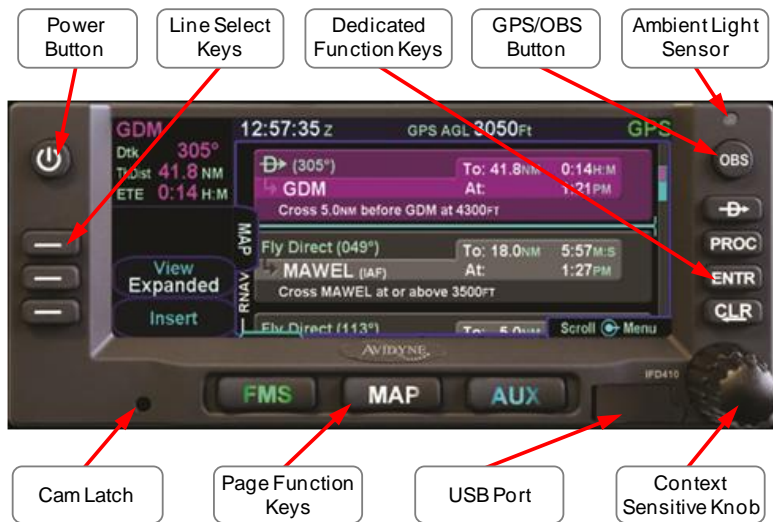 Power
Button
Line Select
Keys
Dedicated
Function Keys
GPS/OBS
Button
Ambient Light
Sensor
GDM
12:57:35 Z
GPS AGL 3050Ft
GPS
Dtk 305°
TkDist 41.8 NM
ETE 0:14 H:M
(305°)
To: 41.8NM 0:14H:M
GDM
At: 1:21PM
Cross 5.0NM before GDM at 4300FT
OBS
D
PROC
ENTR
CLR
MAP
Fly Direct (049°)
To: 18.0NM 5:57M:S
MAWEL (IAF)
At: 1:27PM
Cross MAWEL at or above 3500FT
View
Expanded
Insert
Fly Direct (113°)
To: 5.0NM
Scroll Menu
AVIDYNE
IFD410
FMS
MAP
AUX
Cam Latch
Page Function
Keys
USB Port
Context
Sensitive Knob